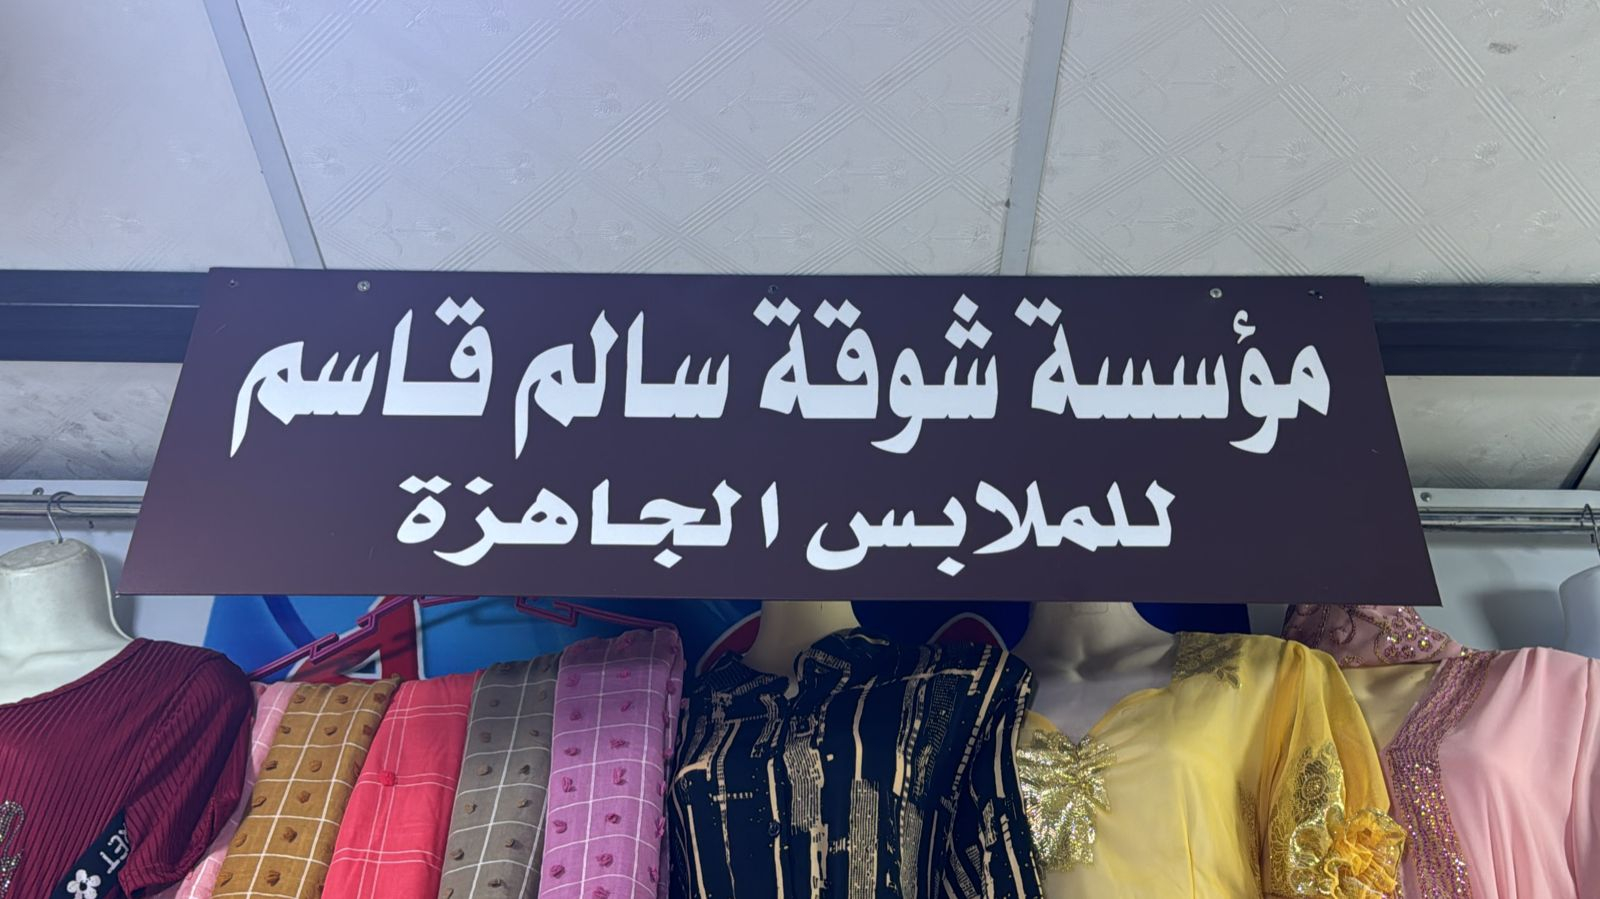 مؤسسة شوقة سالم قاسم
للملابس الجاهزة